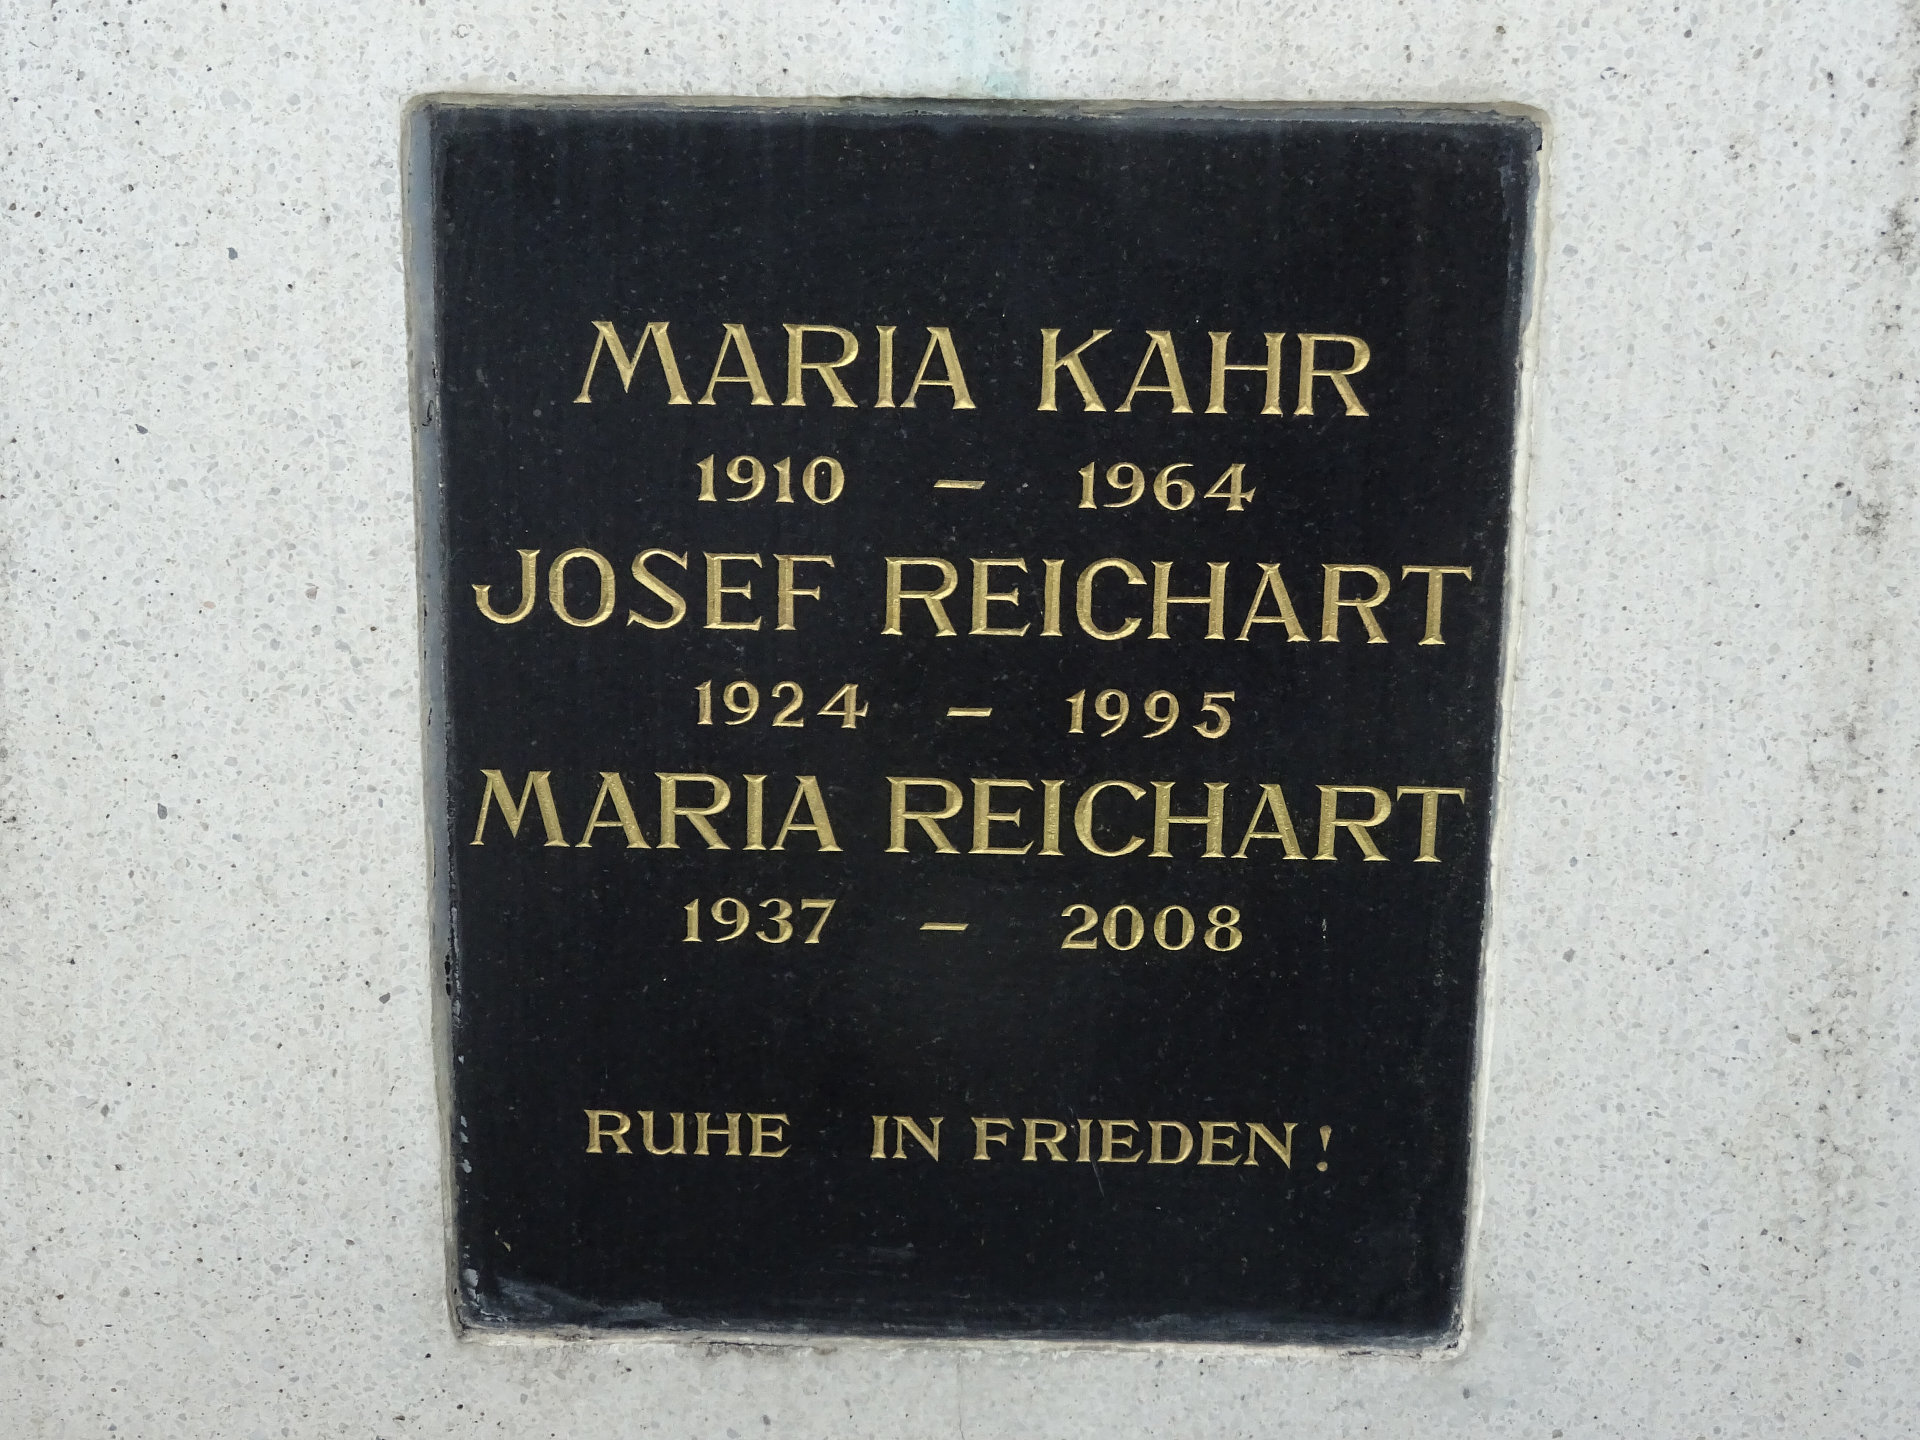 MARIA KAHR
1910 – 1964
JOSEF REICHART
1924 – 1995
MARIA REICHART
1937 – 2008
RUHE IN FRIEDEN!